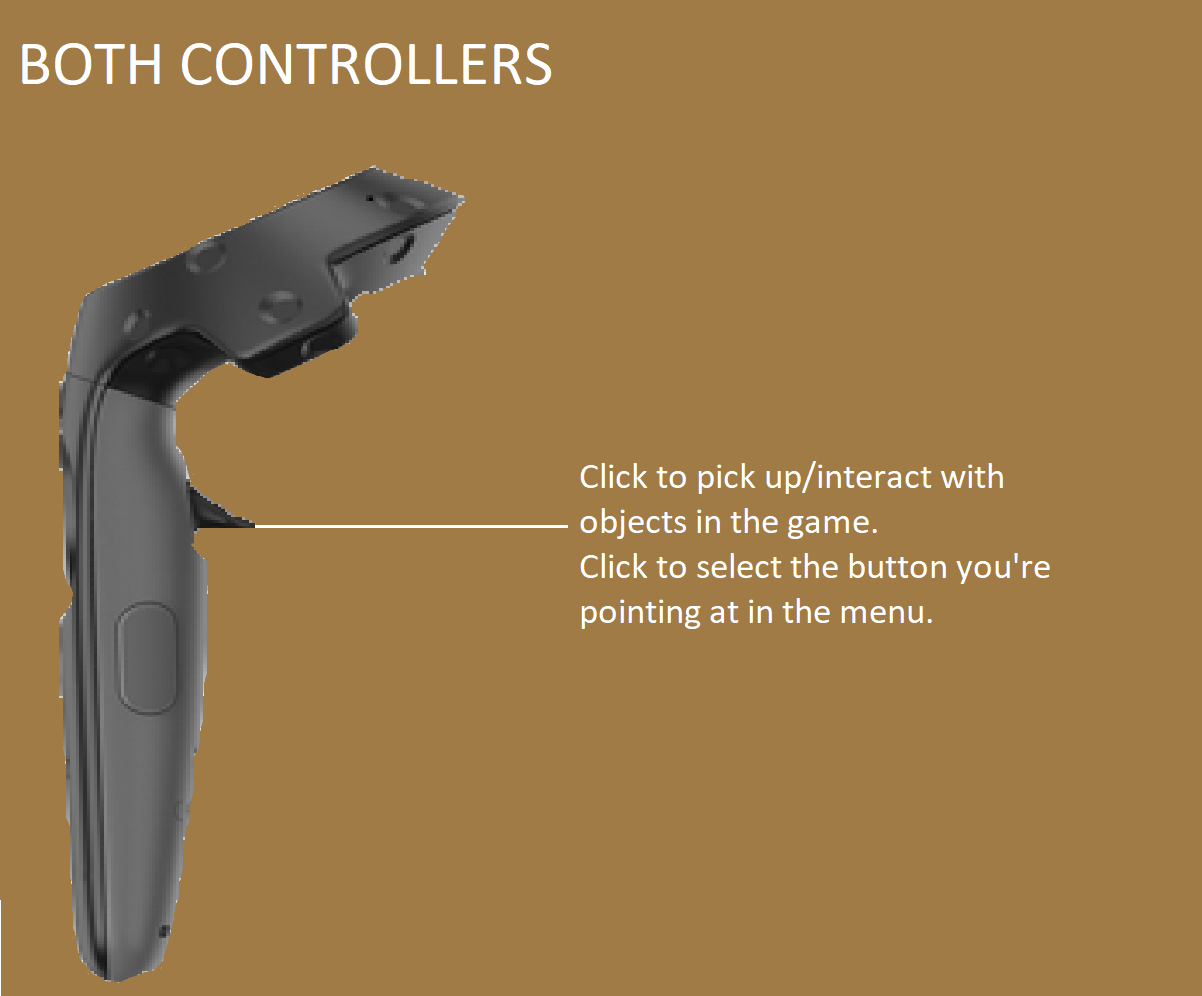 BOTH CONTROLLERS
Click to pick up/interact with
objects in the game.
Click to select the button you're
pointing at in the menu.